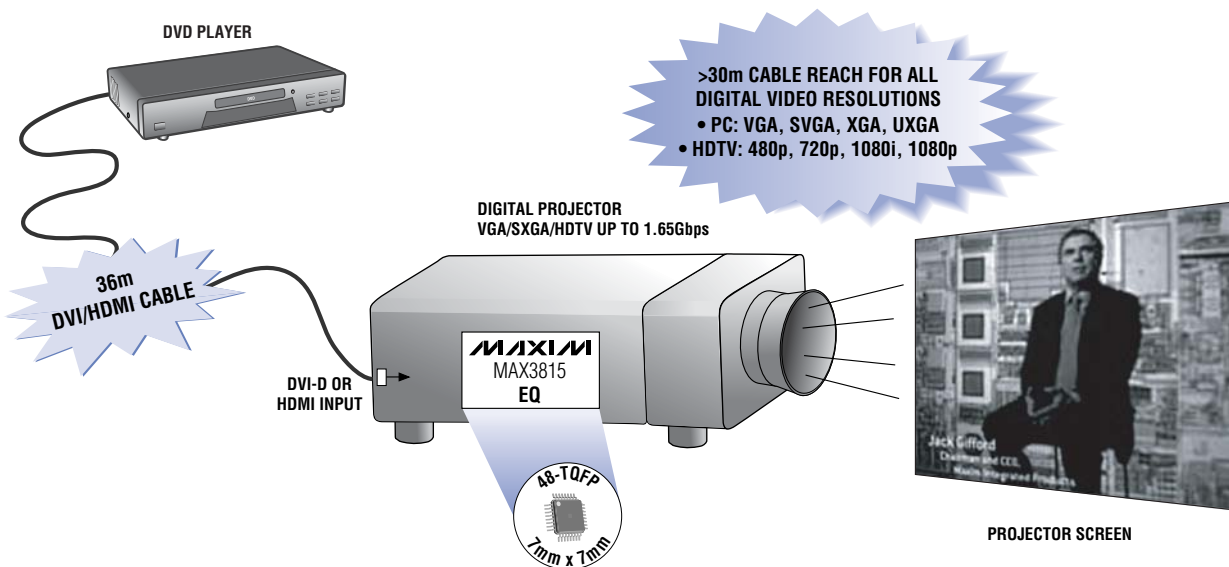 DVD PLAYER
>30m CABLE REACH FOR ALL
DIGITAL VIDEO RESOLUTIONS
• PC: VGA, SVGA, XGA, UXGA
• HDTV: 480p, 720p, 1080i, 1080p
DIGITAL PROJECTOR
VGA/SXGA/HDTV UP TO 1.65Gbps
36m
DVI/HDMI CABLE
MAXIM
MAX3815
EQ
DVI-D OR
HDMI INPUT
48-TQFP
7mm x 7mm
Jack Gifford
Chairman and CEO,
Maxim Integrated Products
PROJECTOR SCREEN